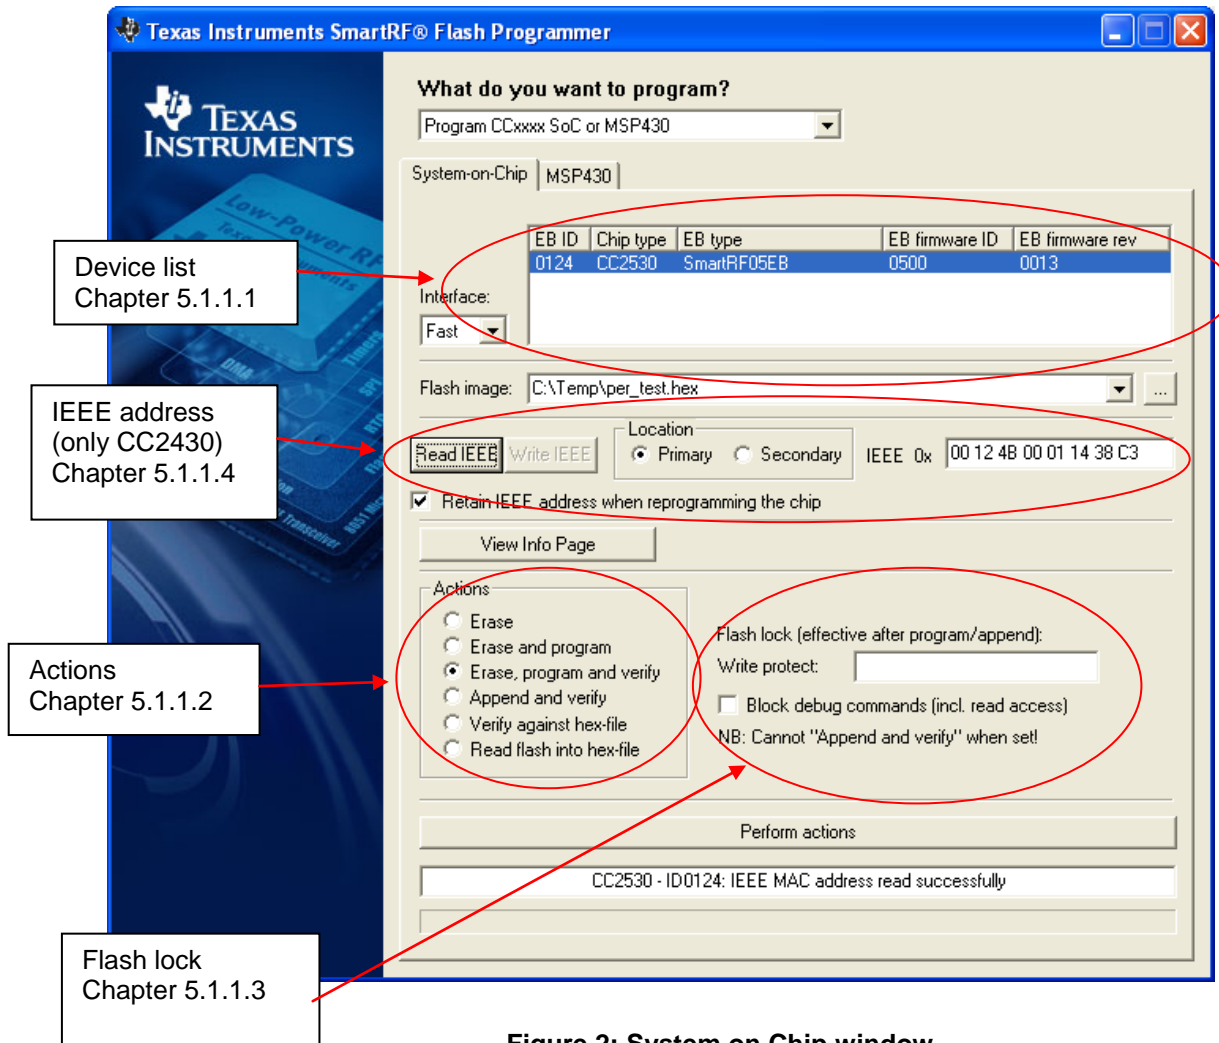 Texas Instruments SmartRF® Flash Programmer
TEXAS
INSTRUMENTS
What do you want to program?
Program CCxxxx SoC or MSP430
System-on-Chip
MSP430
Low-Power RF
EB ID
Chip type
EB type
EB firmware ID
EB firmware rev
0124
CC2530
SmartRF05EB
0500
0013
Device list
Chapter 5.1.1.1
Interface:
Fast
DMA
Timers
SPI
Flash image:
C:\Temp\per_test.hex
...
IEEE address
(only CC2430)
Chapter 5.1.1.4
Read IEEE
Write IEEE
Location
Primary
Secondary
IEEE 0x
00 12 4B 00 01 14 38 C3
Retain IEEE address when reprogramming the chip
View Info Page
Actions
Erase
Erase and program
Erase, program and verify
Append and verify
Verify against hex-file
Read flash into hex-file
Flash lock (effective after program/append):
Write protect:
Block debug commands (incl. read access)
NB: Cannot "Append and verify" when set!
Actions
Chapter 5.1.1.2
Perform actions
CC2530 - ID0124: IEEE MAC address read successfully
Flash lock
Chapter 5.1.1.3
Figure 2: System on Chip window